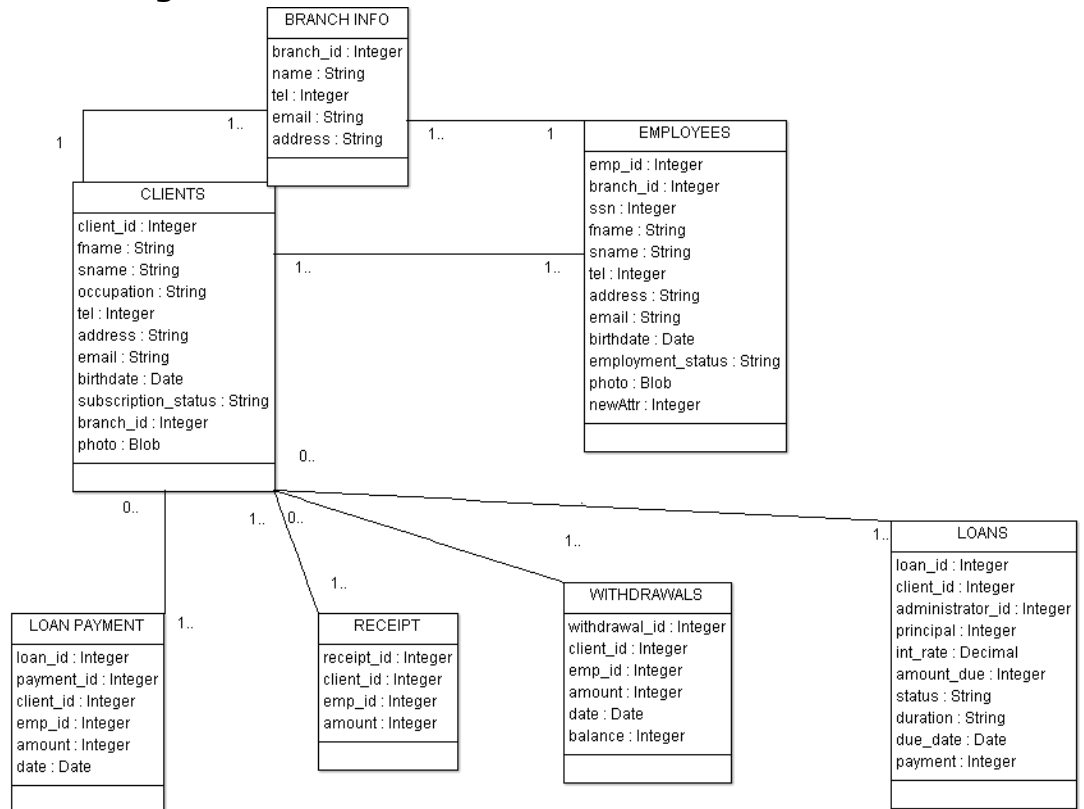 BRANCH INFO
branch_id : Integer
name : String
tel : Integer
email : String
address : String
1
1..
1..
1
EMPLOYEES
emp_id : Integer
branch_id : Integer
ssn : Integer
fname : String
sname : String
tel : Integer
address : String
email : String
birthdate : Date
employment_status : String
photo : Blob
newAttr : Integer
CLIENTS
client_id : Integer
fname : String
sname : String
occupation : String
tel : Integer
address : String
email : String
birthdate : Date
subscription_status : String
branch_id : Integer
photo : Blob
1..
1..
0..
0..
1..
0..
1..
1..
1..
1..
LOAN PAYMENT
loan_id : Integer
payment_id : Integer
client_id : Integer
emp_id : Integer
amount : Integer
date : Date
RECEIPT
receipt_id : Integer
client_id : Integer
emp_id : Integer
amount : Integer
WITHDRAWALS
withdrawal_id : Integer
client_id : Integer
emp_id : Integer
amount : Integer
date : Date
balance : Integer
LOANS
loan_id : Integer
client_id : Integer
administrator_id : Integer
principal : Integer
int_rate : Decimal
amount_due : Integer
status : String
duration : String
due_date : Date
payment : Integer